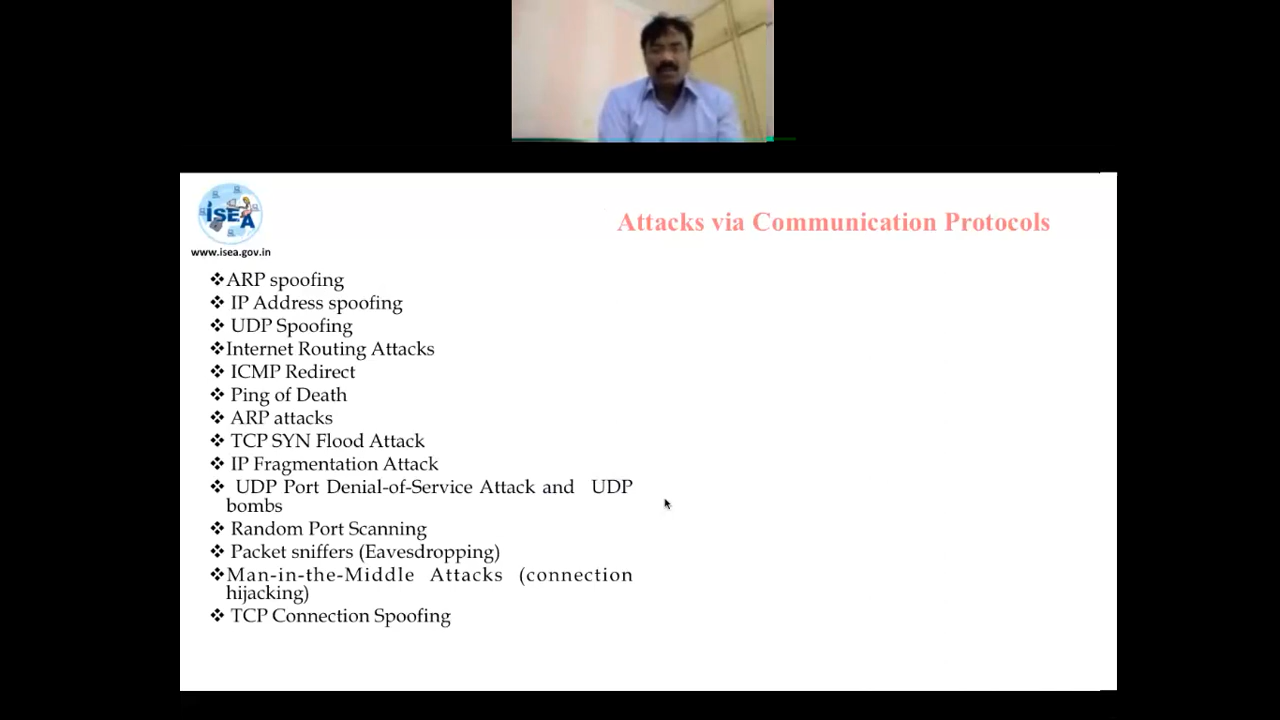 ISEA
www.isea.gov.in
Attacks via Communication Protocols
❖ARP spoofing
❖ IP Address spoofing
❖ UDP Spoofing
❖Internet Routing Attacks
❖ ICMP Redirect
❖ Ping of Death
❖ ARP attacks
❖ TCP SYN Flood Attack
❖ IP Fragmentation Attack
❖ UDP Port Denial-of-Service Attack and UDP
bombs
❖ Random Port Scanning
❖ Packet sniffers (Eavesdropping)
❖Man-in-the-Middle Attacks (connection
hijacking)
❖ TCP Connection Spoofing